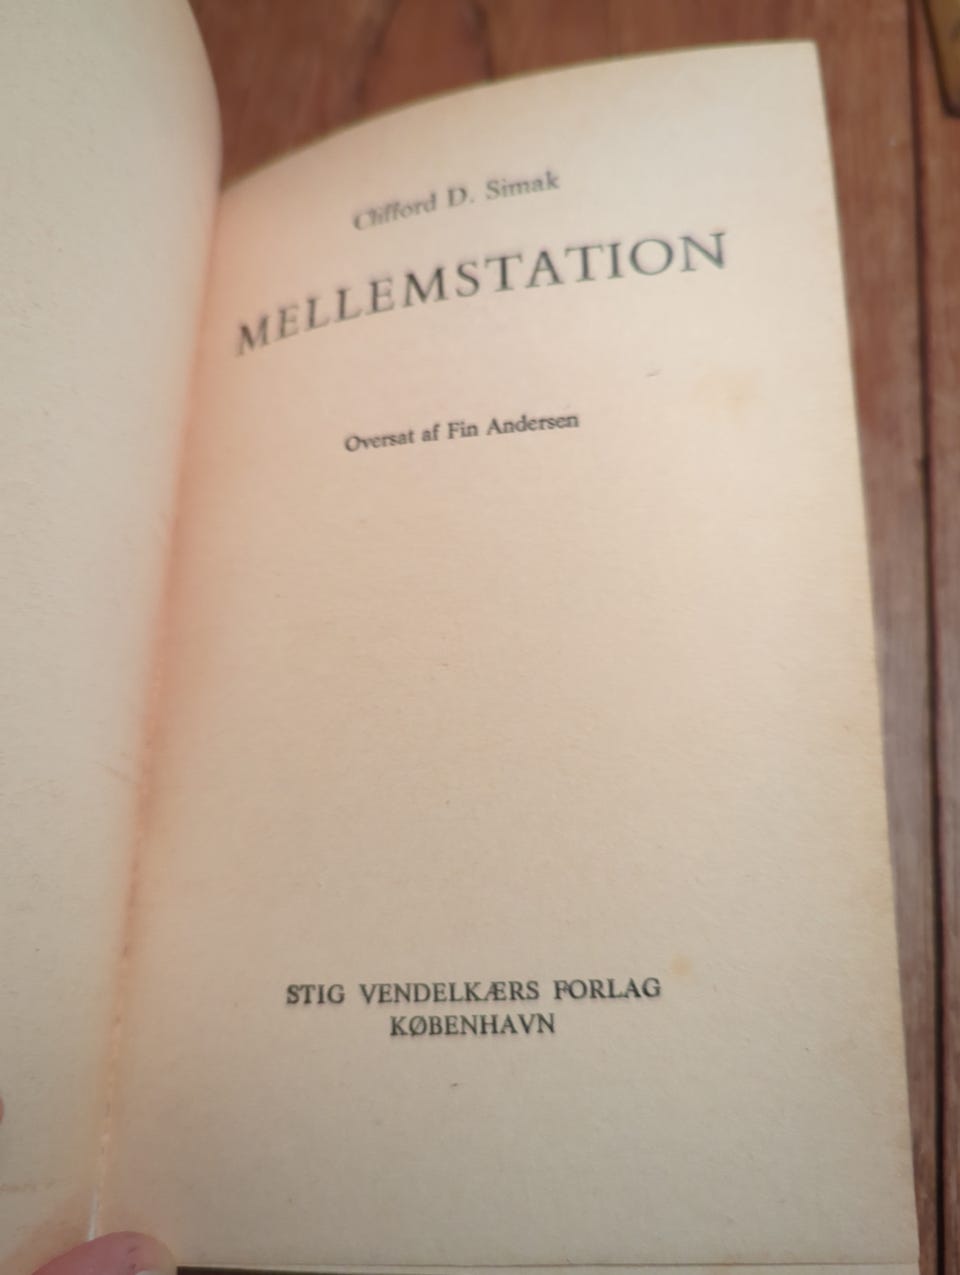 Clifford D. Simak
MELLEMSTATION
Oversat af Fin Andersen
STIG VENDELKÆRS FORLAG
KØBENHAVN